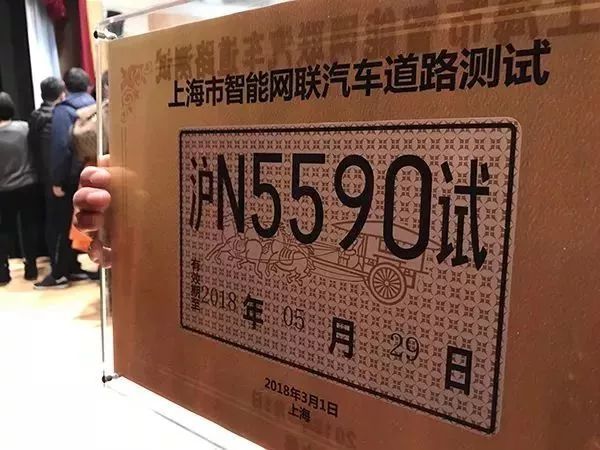 上海市智能网联汽车道路测试
沪N5590试
有效期至2018年05月29日
2018年3月1日
上海